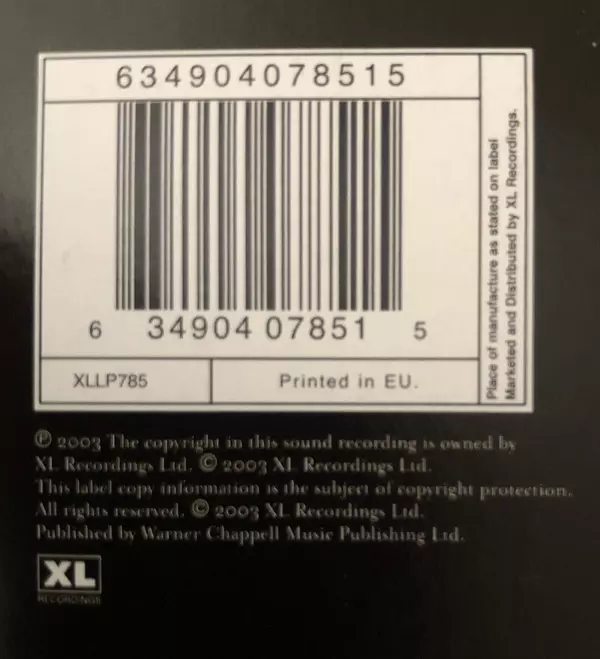 634904078515
6 34904 07851 5
XLLP785
Printed in EU.
Place of manufacture as stated on label
Marketed and Distributed by XL Recordings.
℗ 2003 The copyright in this sound recording is owned by
XL Recordings Ltd. © 2003 XL Recordings Ltd.
This label copy information is the subject of copyright protection.
All rights reserved. © 2003 XL Recordings Ltd.
Published by Warner Chappell Music Publishing Ltd.
XL
RECORDINGS